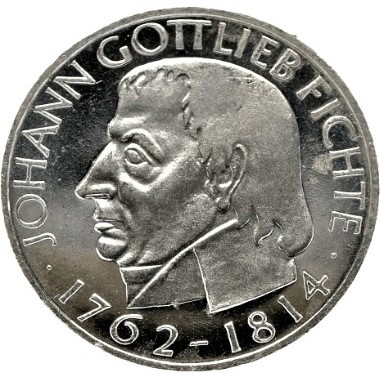 JOHANN GOTTLIEB FICHTE
· 1762-1814 ·